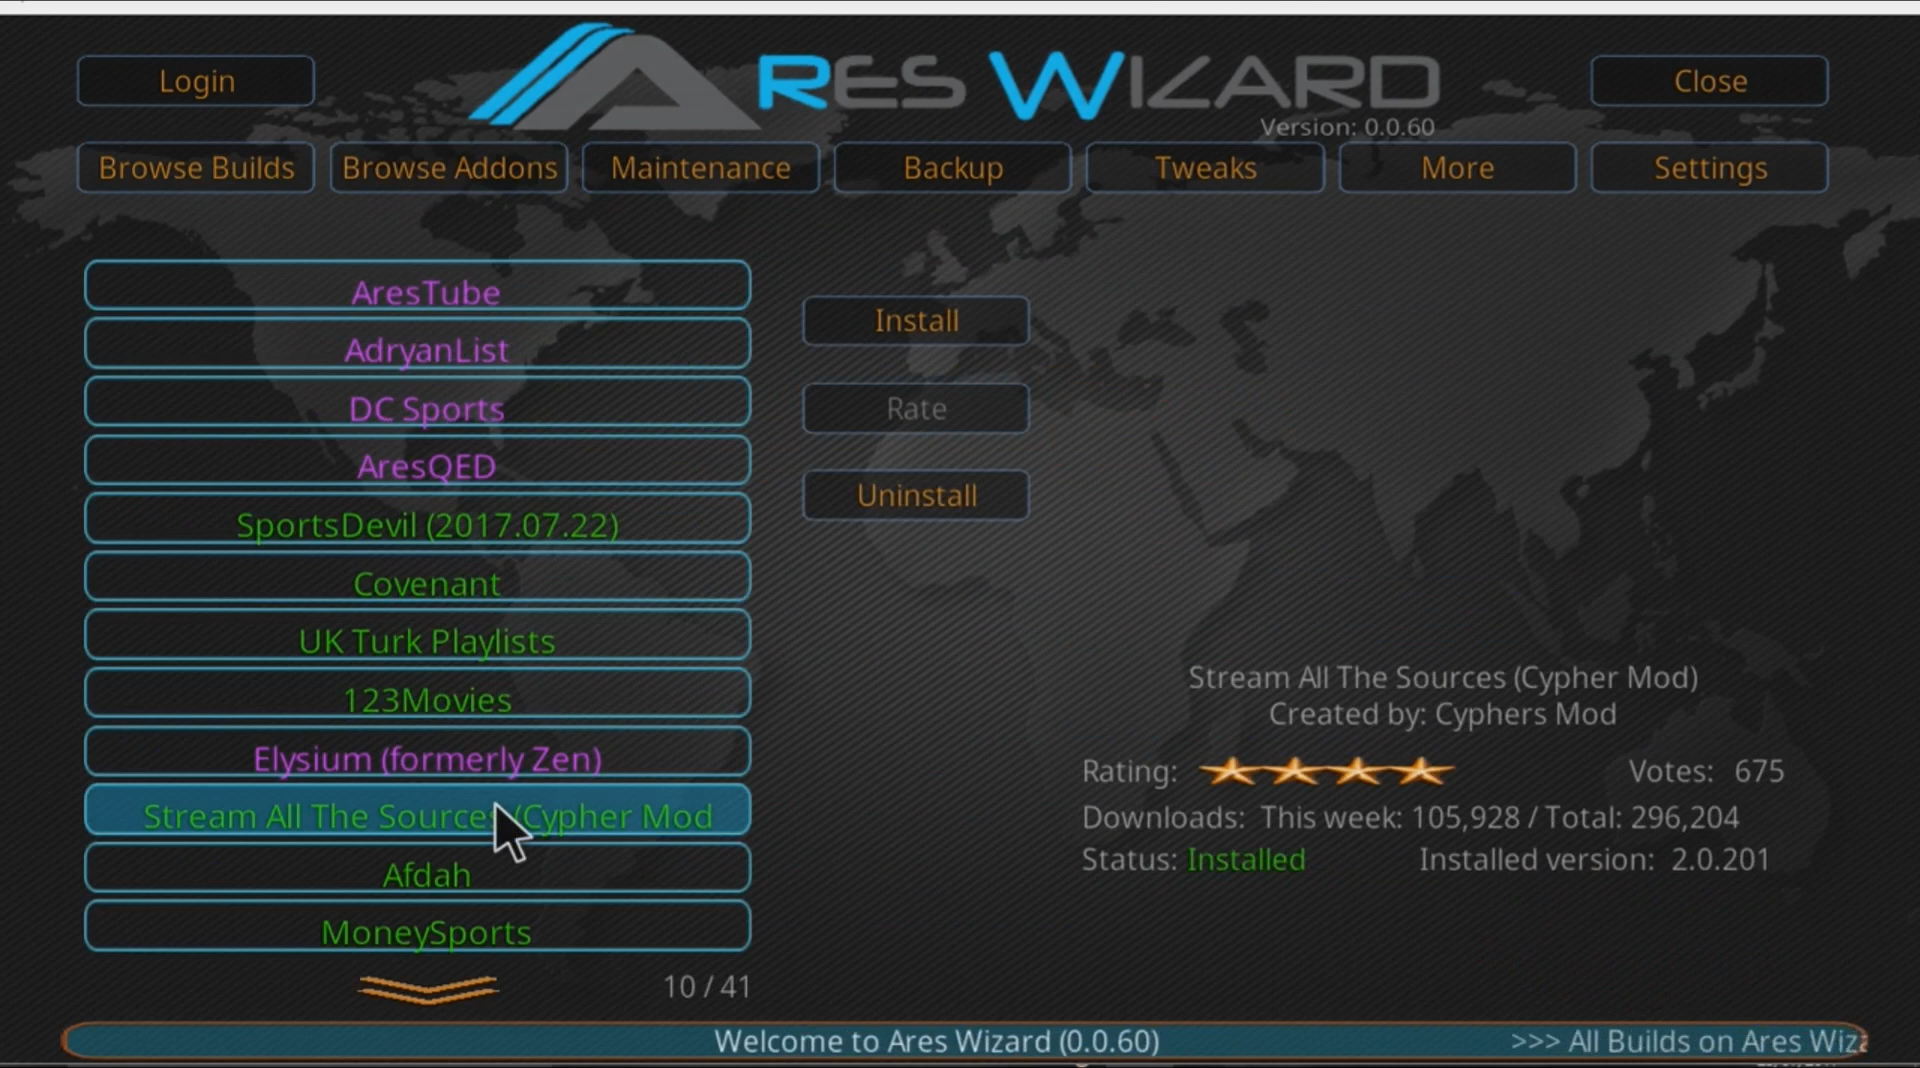 Login
ARES WIZARD
Close
Version: 0.0.60
Browse Builds
Browse Addons
Maintenance
Backup
Tweaks
More
Settings
AresTube
AdryanList
DC Sports
AresQED
SportsDevil (2017.07.22)
Covenant
UK Turk Playlists
123Movies
Elysium (formerly Zen)
Stream All The Sources (Cypher Mod
Afdah
MoneySports
10 / 41
Install
Rate
Uninstall
Stream All The Sources (Cypher Mod)
Created by: Cyphers Mod
Rating:
Votes: 675
Downloads: This week: 105,928 / Total: 296,204
Status: Installed
Installed version: 2.0.201
Welcome to Ares Wizard (0.0.60)
>>> All Builds on Ares Wiz